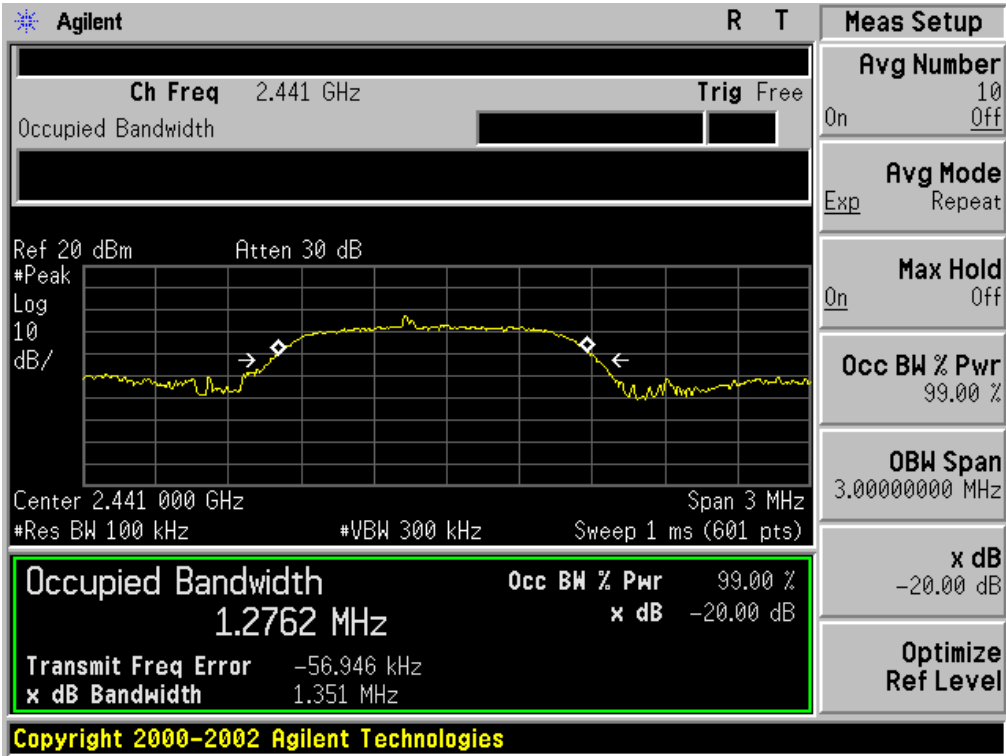 Agilent R T
Ch Freq 2.441 GHz Trig Free
Occupied Bandwidth
Ref 20 dBm Atten 30 dB
#Peak
Log
10
dB/
Center 2.441 000 GHz Span 3 MHz
#Res BW 100 kHz #VBW 300 kHz Sweep 1 ms (601 pts)
Occupied Bandwidth
1.2762 MHz
Occ BW % Pwr 99.00 %
x dB -20.00 dB
Transmit Freq Error -56.946 kHz
x dB Bandwidth 1.351 MHz
Copyright 2000-2002 Agilent Technologies
Meas Setup
Avg Number
10
On Off
Avg Mode
Exp Repeat
Max Hold
On Off
Occ BW % Pwr
99.00 %
OBW Span
3.00000000 MHz
x dB
-20.00 dB
Optimize
Ref Level